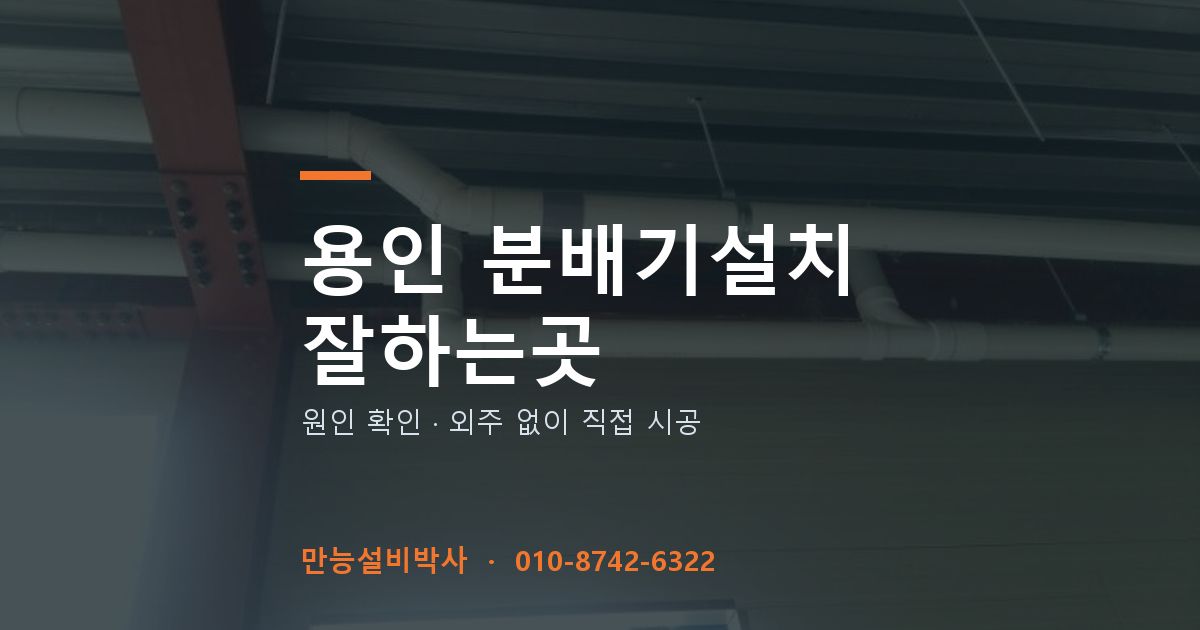 용인 분배기설치
잘하는곳
원인 확인 · 외주 없이 직접 시공
만능설비박사 · 010-8742-6322